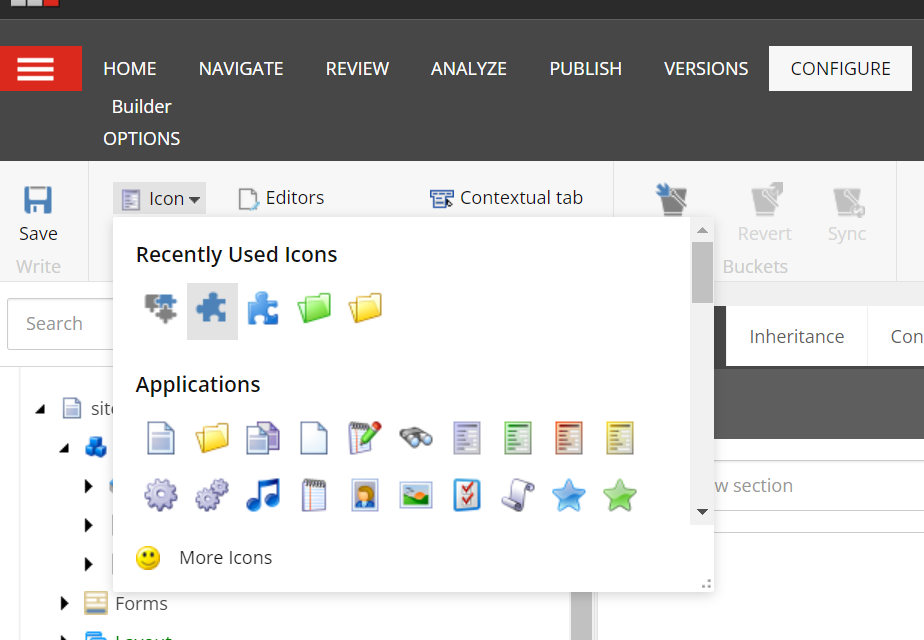 HOME NAVIGATE REVIEW ANALYZE PUBLISH VERSIONS CONFIGURE
Builder
OPTIONS
Icon Editors Contextual tab
Save Revert Sync
Write Buckets
Recently Used Icons
Search
Inheritance Con
Applications
sit
w section
More Icons
Forms
Layout